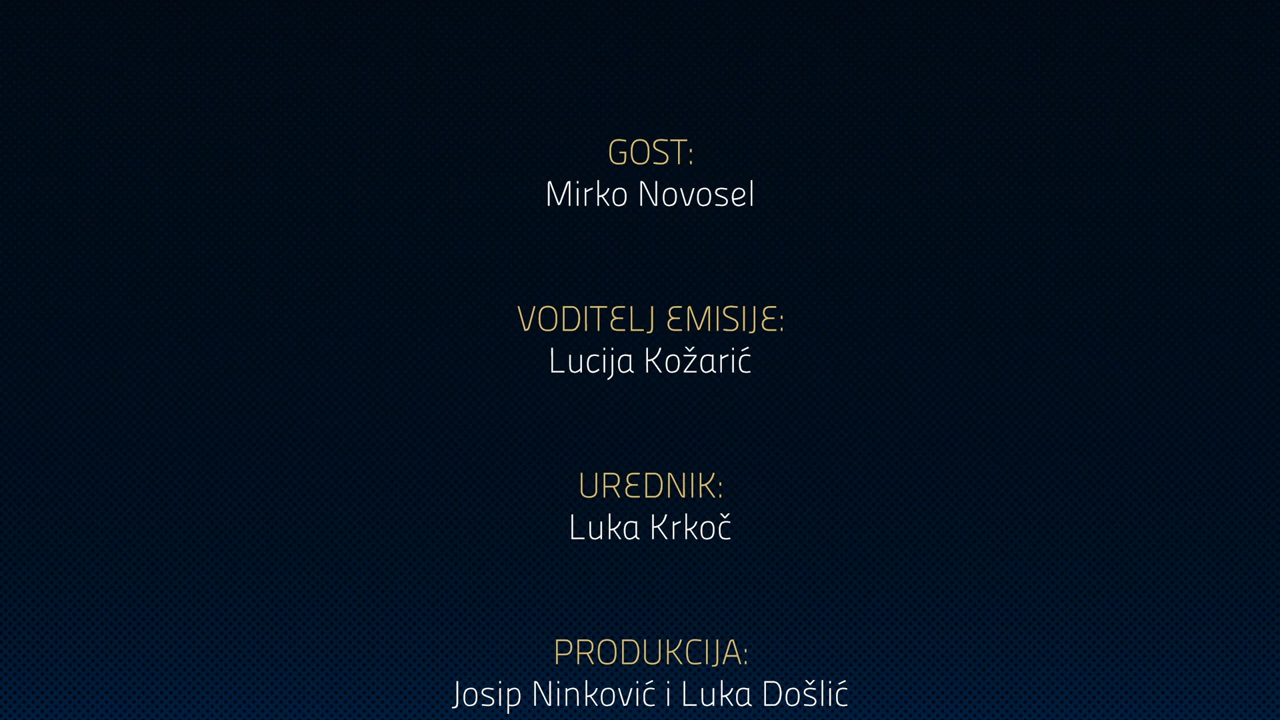 GOST:
Mirko Novosel
VODITELJ EMISIJE:
Lucija Kožarić
UREDNIK:
Luka Krkoč
PRODUKCIJA:
Josip Ninković i Luka Došlić